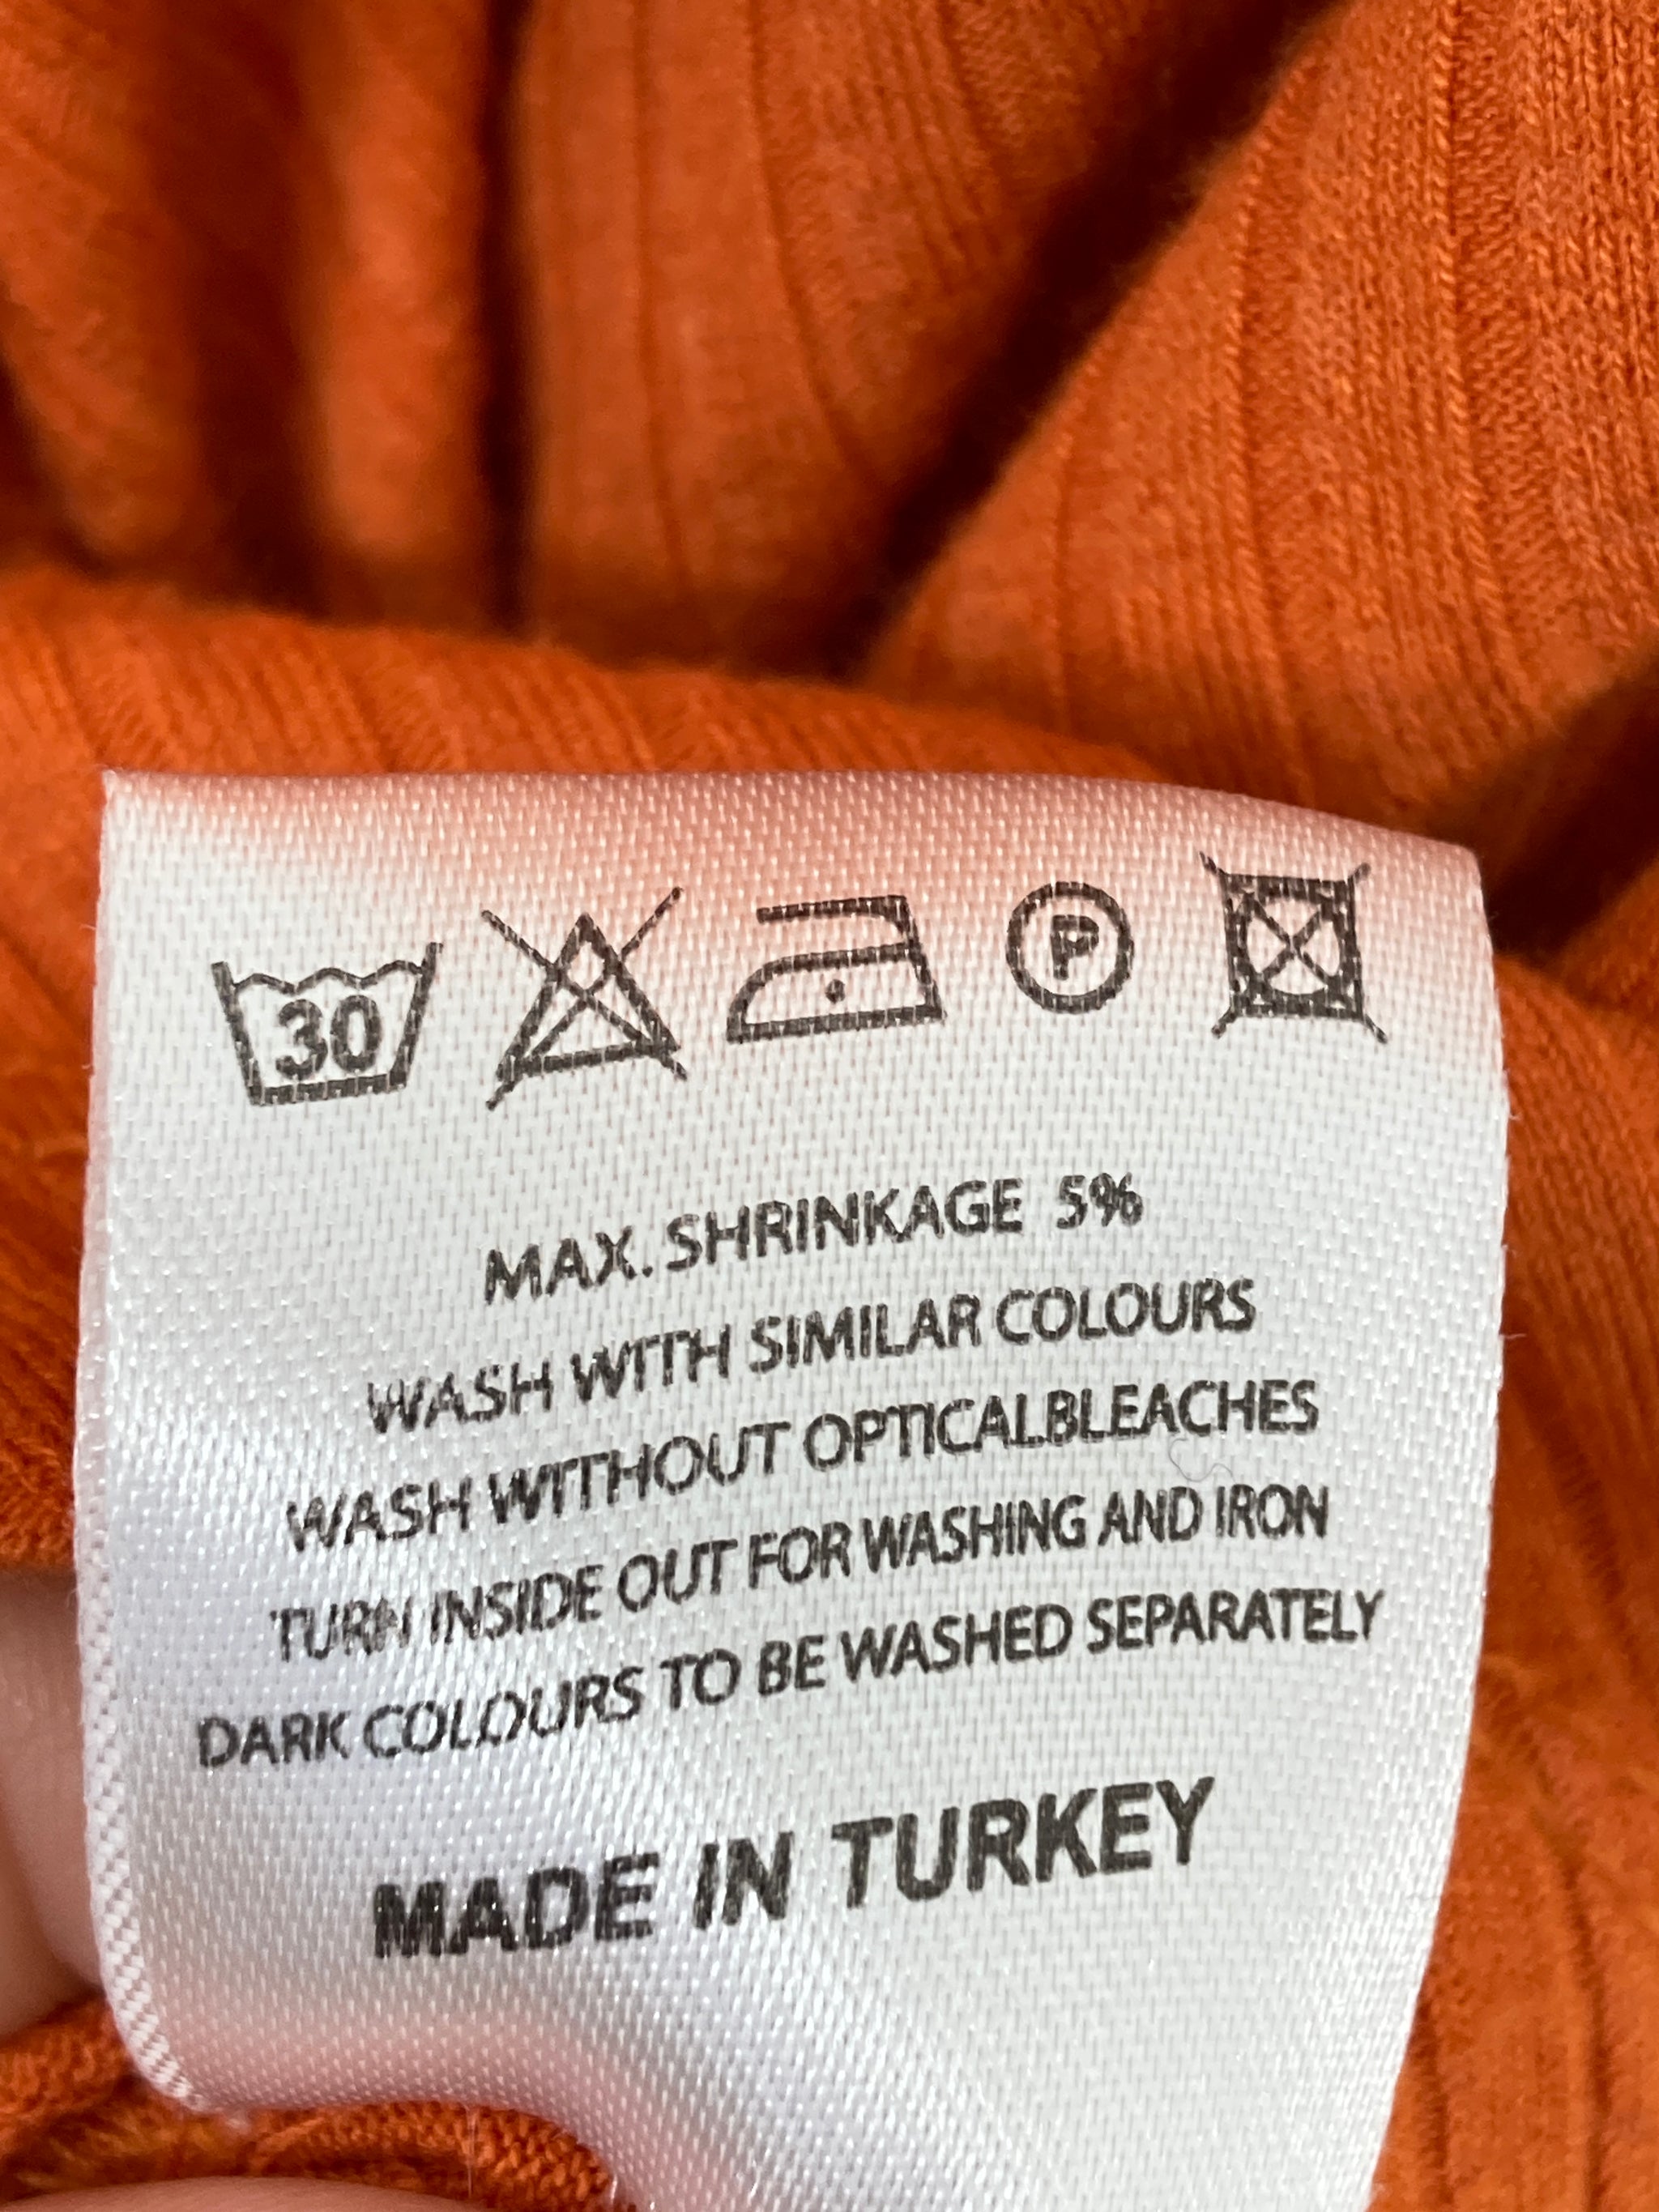 30 P
MAX. SHRINKAGE 5%
WASH WITH SIMILAR COLOURS
WASH WITHOUT OPTICALBLEACHES
TURN INSIDE OUT FOR WASHING AND IRON
DARK COLOURS TO BE WASHED SEPARATELY
MADE IN TURKEY